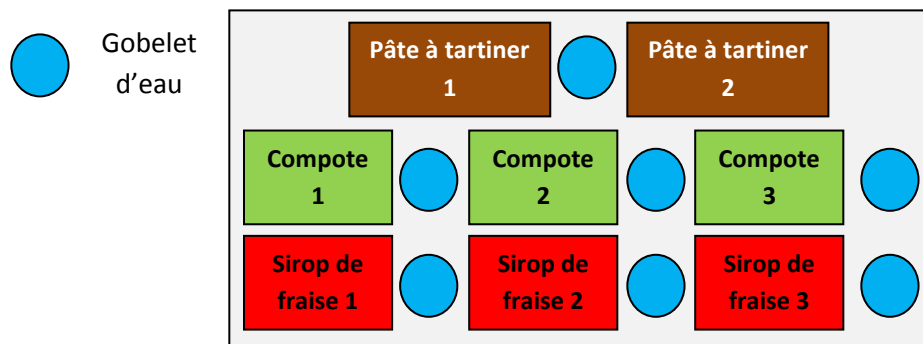 Gobelet
d'eau
Pâte à tartiner
1
Pâte à tartiner
2
Compote
1
Compote
2
Compote
3
Sirop de
fraise 1
Sirop de
fraise 2
Sirop de
fraise 3